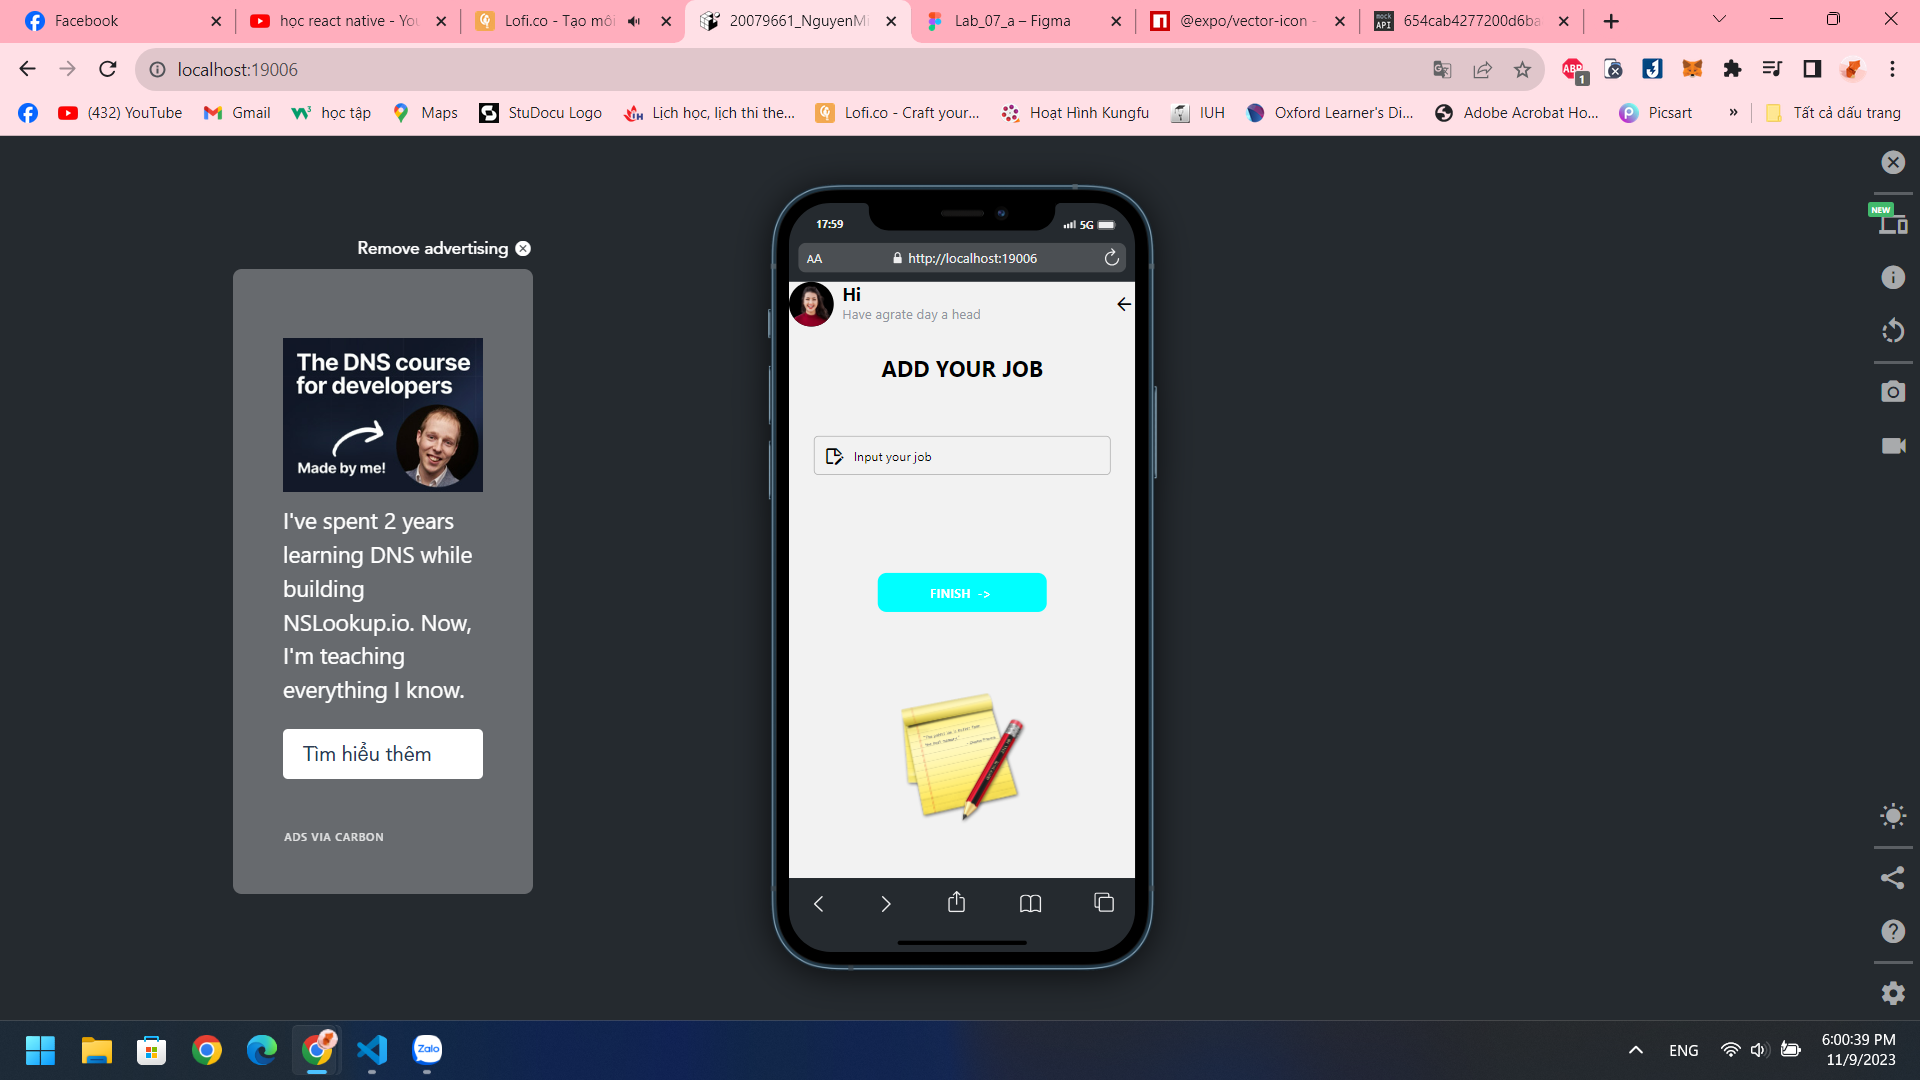 Facebook
học react native - You
Lofi.co - Tạo môi
20079661_NguyenMi
Lab_07_a – Figma
@expo/vector-icon -
mock
API
654cab4277200d6ba
localhost:19006
ABP
1
(432) YouTube
Gmail
học tập
Maps
StuDocu Logo
Lịch học, lịch thi the...
Lofi.co - Craft your...
Hoạt Hình Kungfu
IUH
Oxford Learner's Di...
Adobe Acrobat Ho...
Picsart
»
Tất cả dấu trang
NEW
Remove advertising
The DNS course
for developers
Made by me!
I've spent 2 years
learning DNS while
building
NSLookup.io. Now,
I'm teaching
everything I know.
Tìm hiểu thêm
ADS VIA CARBON
17:59
5G
AA
http://localhost:19006
Hi
Have agrate day a head
ADD YOUR JOB
Input your job
FINISH ->
Zalo
ENG
6:00:39 PM
11/9/2023